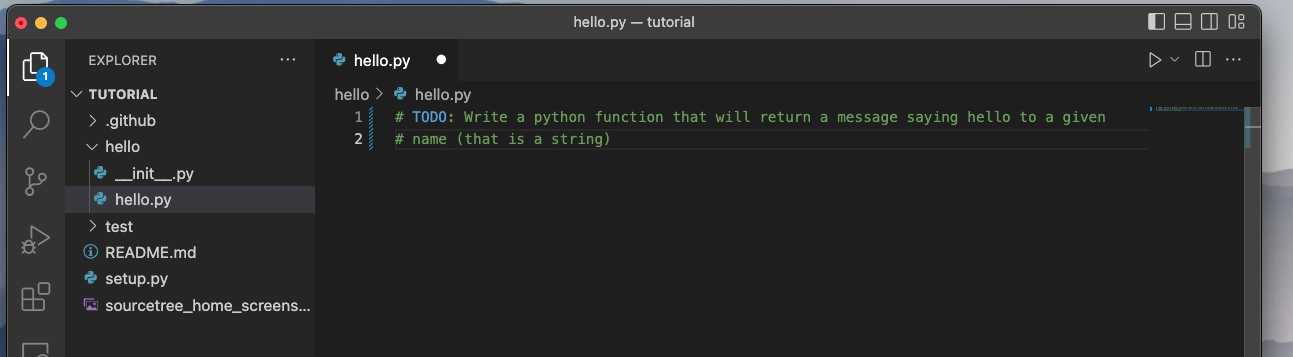 hello.py — tutorial
1
EXPLORER
hello.py
TUTORIAL
.github
hello
__init__.py
hello.py
test
README.md
setup.py
sourcetree_home_screens...
hello > hello.py
1 # TODO: Write a python function that will return a message saying hello to a given
2 # name (that is a string)